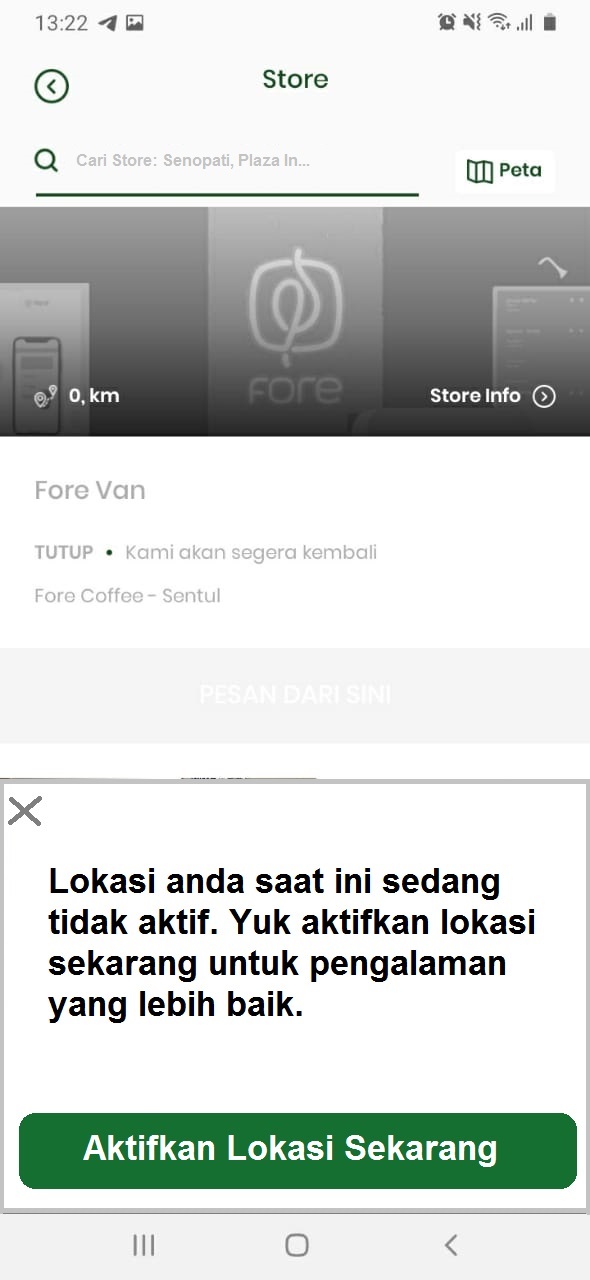 13:22
Store
Cari Store: Senopati, Plaza In...
Peta
FORE
0, km
Store Info
Fore Van
TUTUP • Kami akan segera kembali
Fore Coffee - Sentul
PESAN DARI SINI
Lokasi anda saat ini sedang
tidak aktif. Yuk aktifkan lokasi
sekarang untuk pengalaman
yang lebih baik.
Aktifkan Lokasi Sekarang